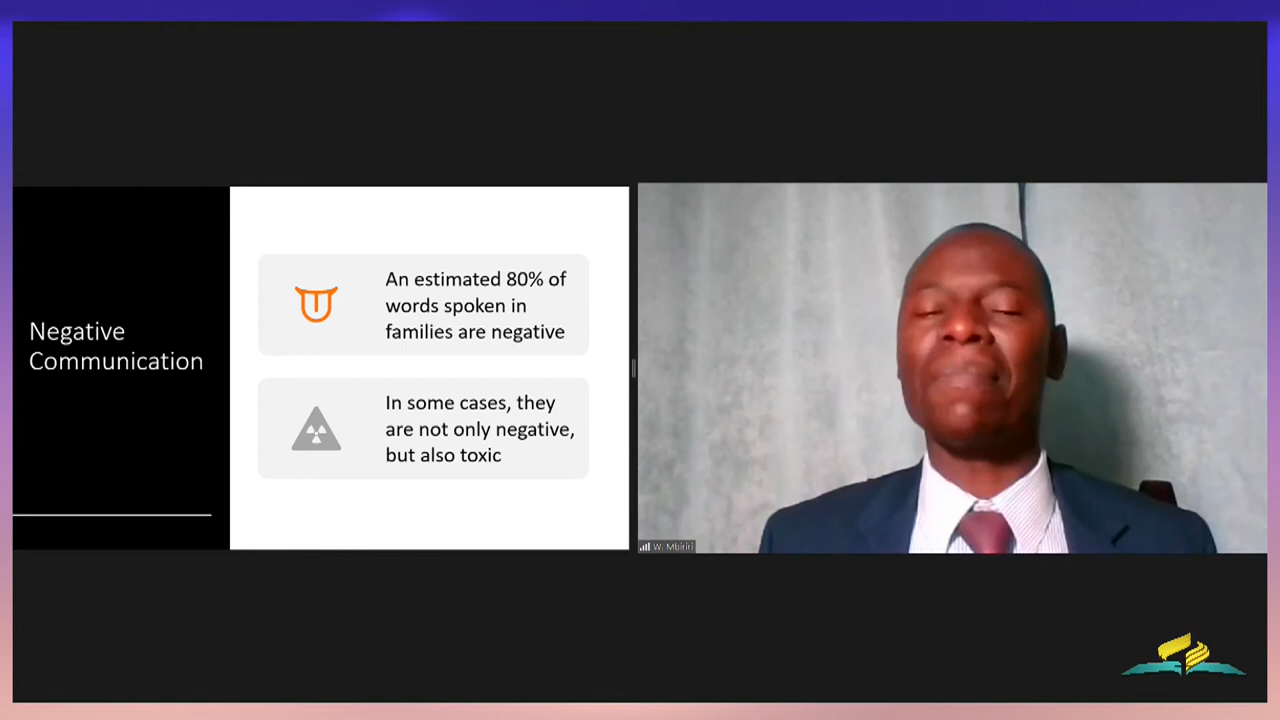 Negative
Communication
An estimated 80% of
words spoken in
families are negative
In some cases, they
are not only negative,
but also toxic
W. Mbiriri